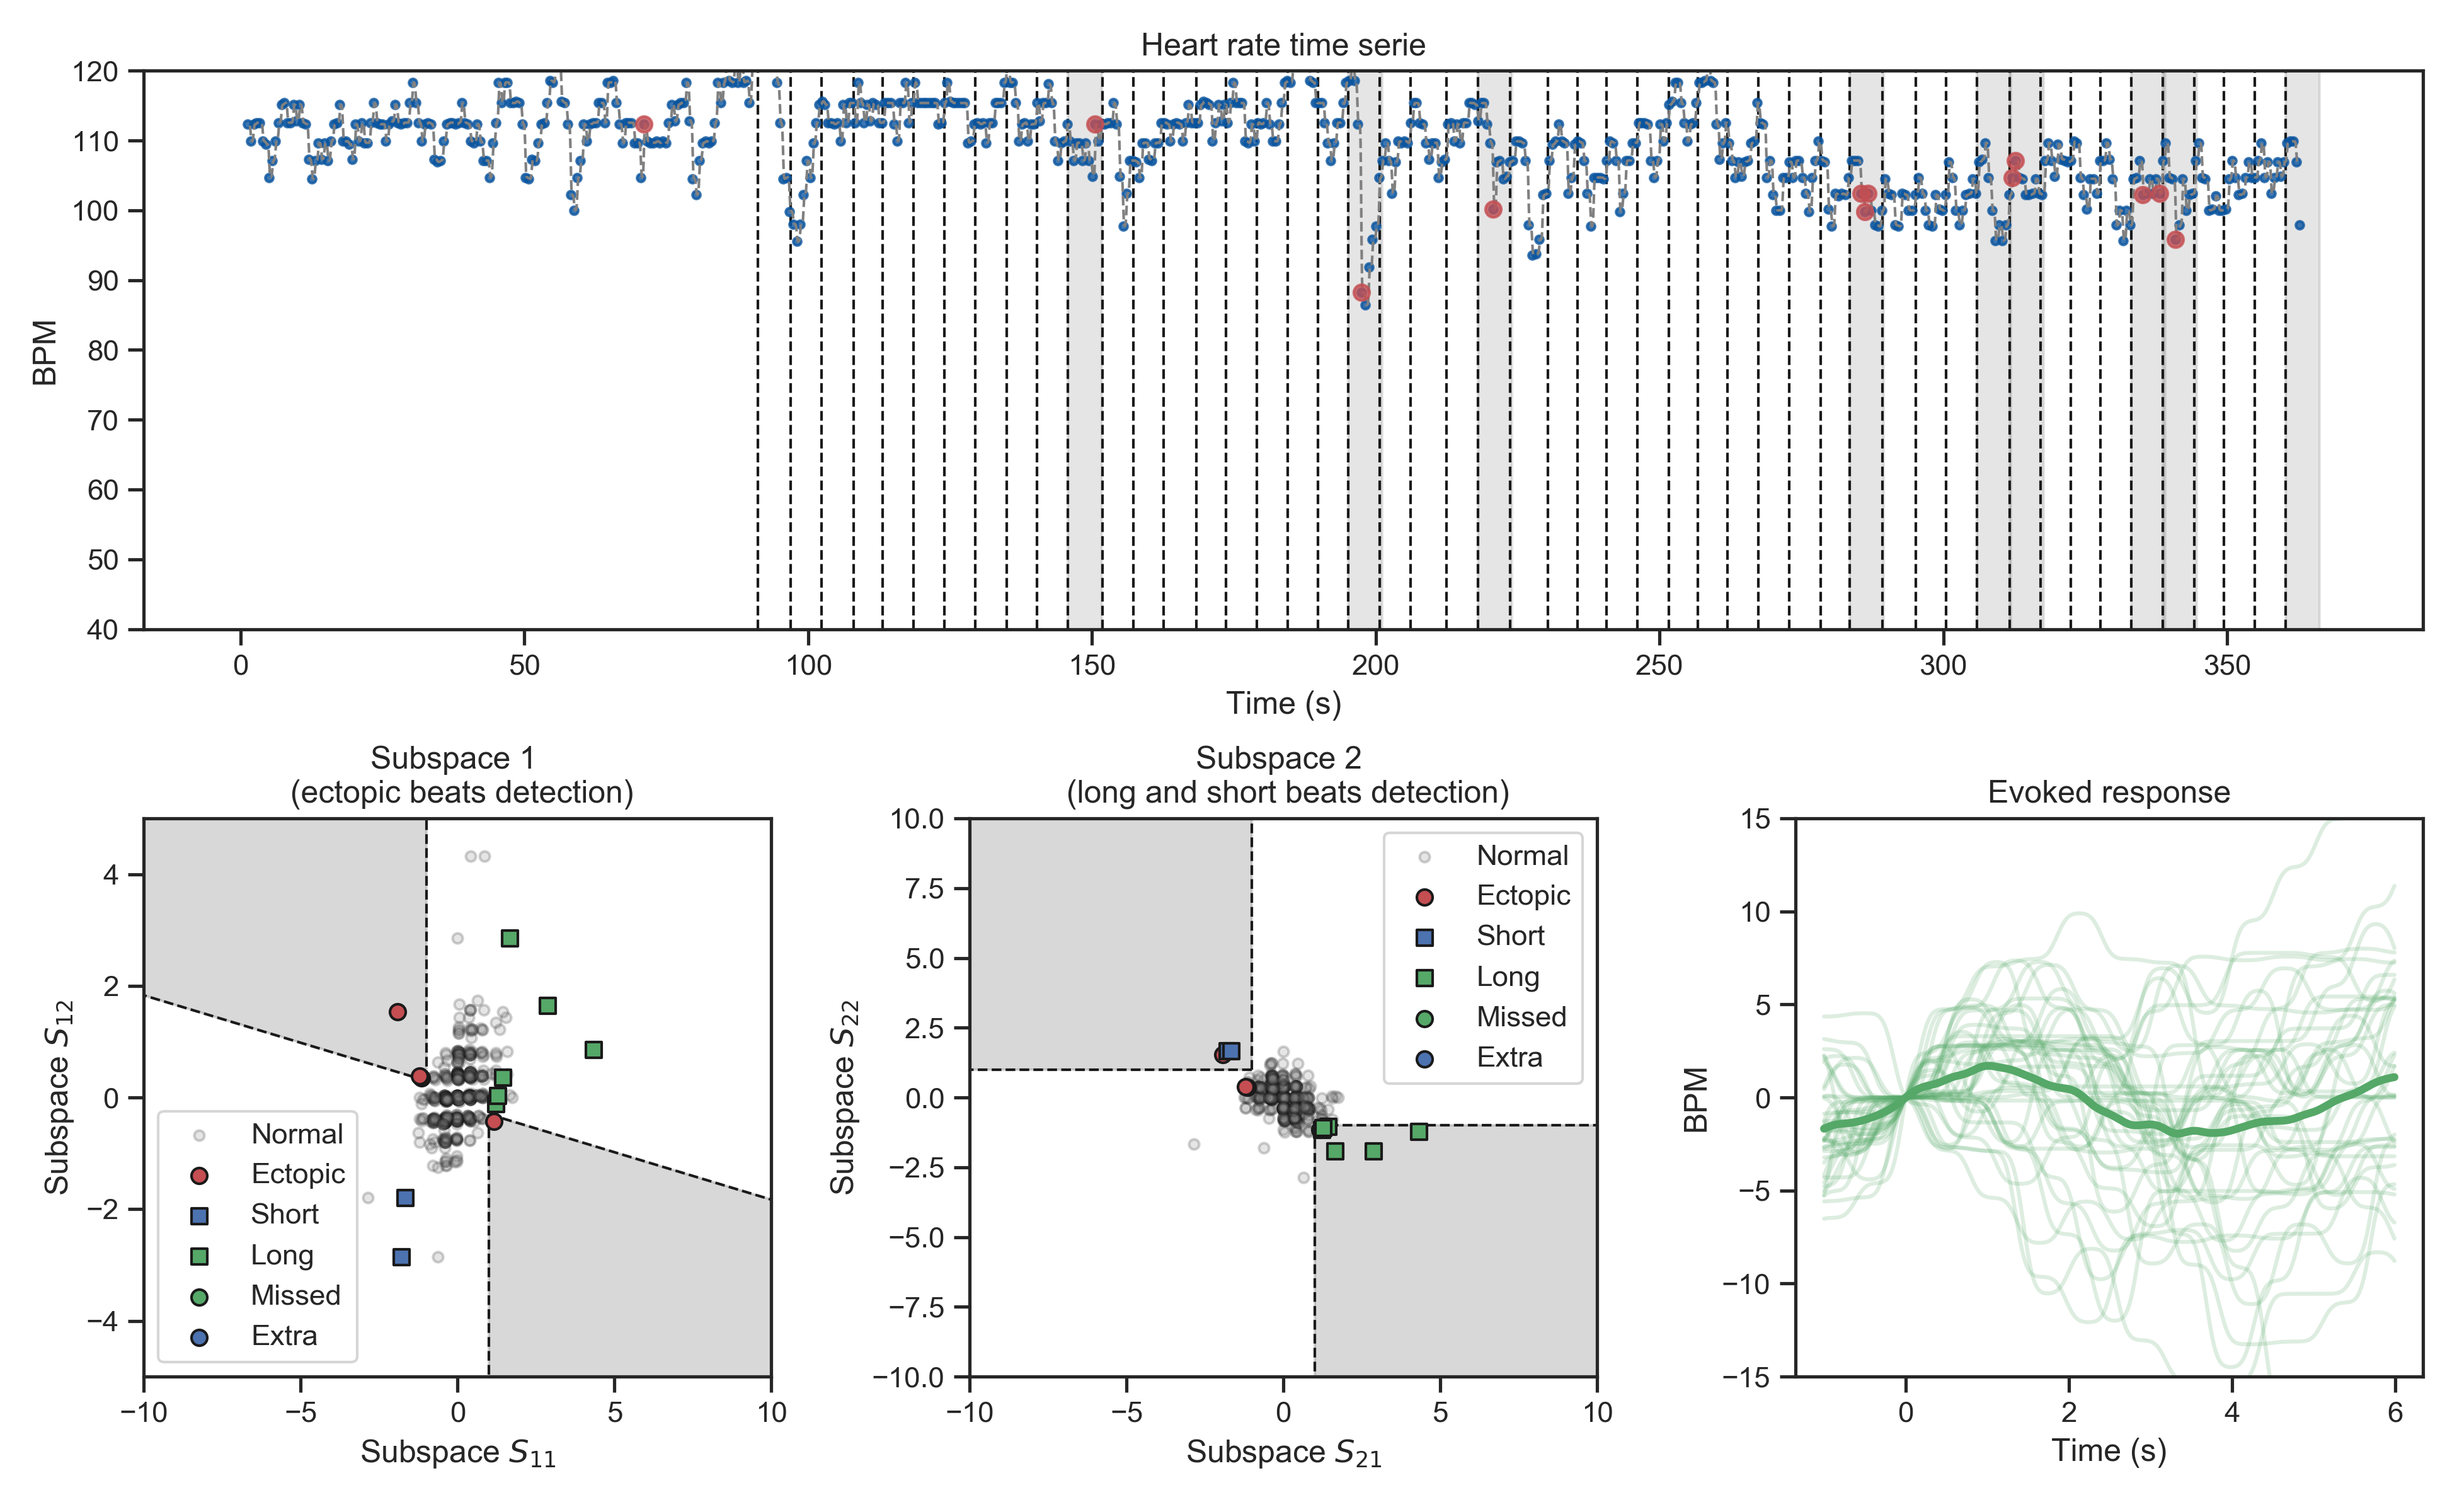 Heart rate time serie
120
110
100
90
80
70
60
50
40
BPM
0 50 100 150 200 250 300 350
Time (s)
Subspace 1
(ectopic beats detection)
4
2
0
−2
−4
Subspace S12
Normal
Ectopic
Short
Long
Missed
Extra
−10 −5 0 5 10
Subspace S11
Subspace 2
(long and short beats detection)
10.0
7.5
5.0
2.5
0.0
−2.5
−5.0
−7.5
−10.0
Subspace S22
Normal
Ectopic
Short
Long
Missed
Extra
−10 −5 0 5 10
Subspace S21
Evoked response
15
10
5
0
−5
−10
−15
BPM
0 2 4 6
Time (s)